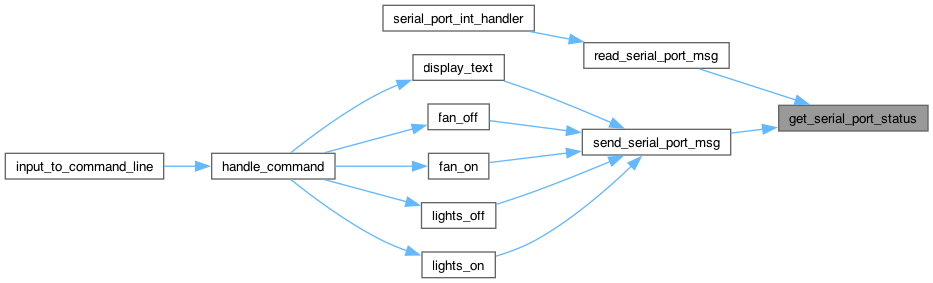 serial_port_int_handler
read_serial_port_msg
display_text
get_serial_port_status
fan_off
send_serial_port_msg
input_to_command_line
handle_command
fan_on
lights_off
lights_on